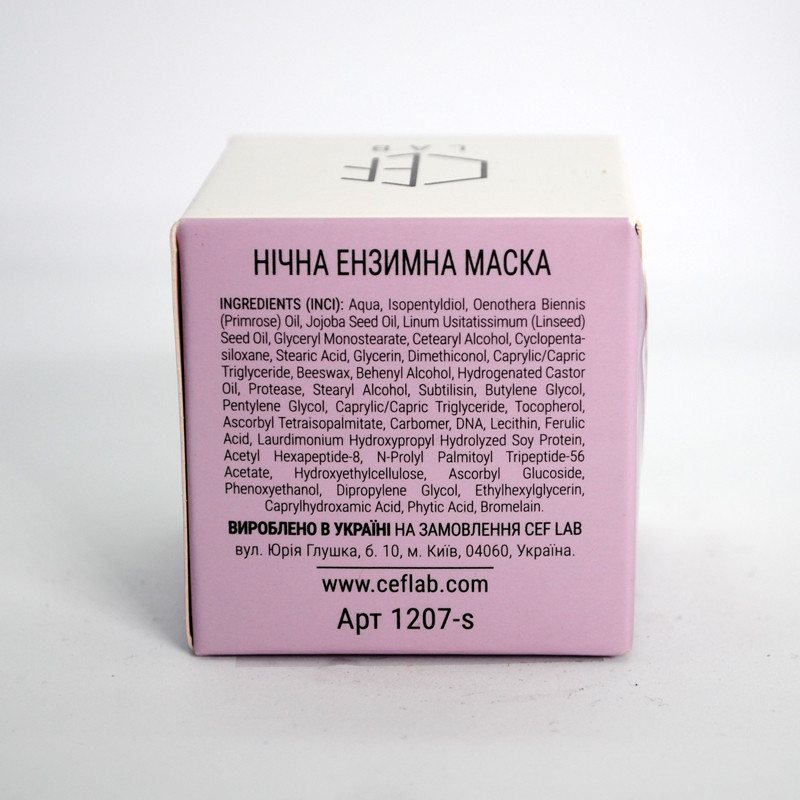 CEF
LAB
НІЧНА ЕНЗИМНА МАСКА
INGREDIENTS (INCI): Aqua, Isopentyldiol, Oenothera Biennis
(Primrose) Oil, Jojoba Seed Oil, Linum Usitatissimum (Linseed)
Seed Oil, Glyceryl Monostearate, Cetearyl Alcohol, Cyclopenta-
siloxane, Stearic Acid, Glycerin, Dimethiconol, Caprylic/Capric
Triglyceride, Beeswax, Behenyl Alcohol, Hydrogenated Castor
Oil, Protease, Stearyl Alcohol, Subtilisin, Butylene Glycol,
Pentylene Glycol, Caprylic/Capric Triglyceride, Tocopherol,
Ascorbyl Tetraisopalmitate, Carbomer, DNA, Lecithin, Ferulic
Acid, Laurdimonium Hydroxypropyl Hydrolyzed Soy Protein,
Acetyl Hexapeptide-8, N-Prolyl Palmitoyl Tripeptide-56
Acetate, Hydroxyethylcellulose, Ascorbyl Glucoside,
Phenoxyethanol, Dipropylene Glycol, Ethylhexylglycerin,
Caprylhydroxamic Acid, Phytic Acid, Bromelain.
ВИРОБЛЕНО В УКРАЇНІ НА ЗАМОВЛЕННЯ CEF LAB
вул. Юрія Глушка, б. 10, м. Київ, 04060, Україна.
www.ceflab.com
Арт 1207-s